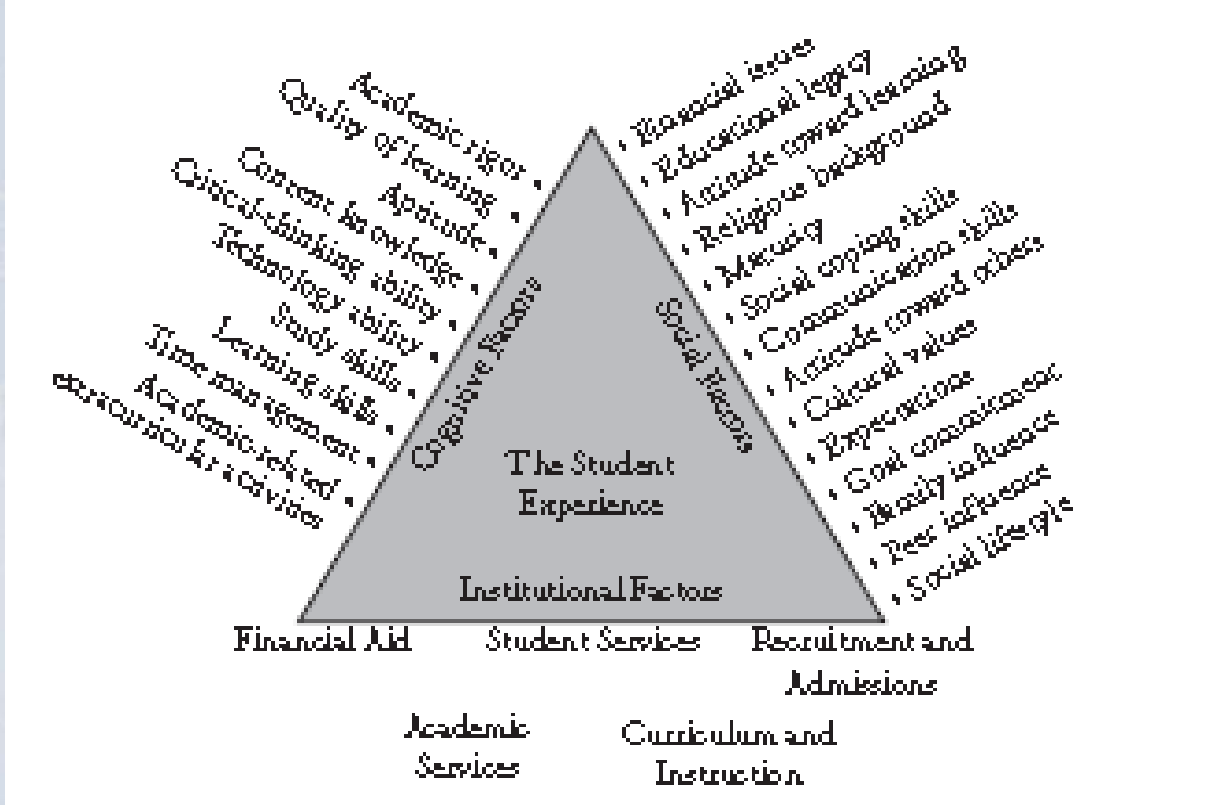 Academic rigor
Quality of learning
Aptitude
Content knowledge
Critical-thinking ability
Technology ability
Study skills
Learning skills
Time management
Academic-related
extracurricular activities
Cognitive Factors
Financial issues
Educational legacy
Attitude toward learning
Religious background
Maturity
Social coping skills
Communication skills
Attitude toward others
Cultural values
Expectations
Goal commitment
Family influence
Peer influence
Social lifestyle
Social Factors
The Student
Experience
Institutional Factors
Financial Aid
Student Services
Recruitment and
Admissions
Academic
Services
Curriculum and
Instruction